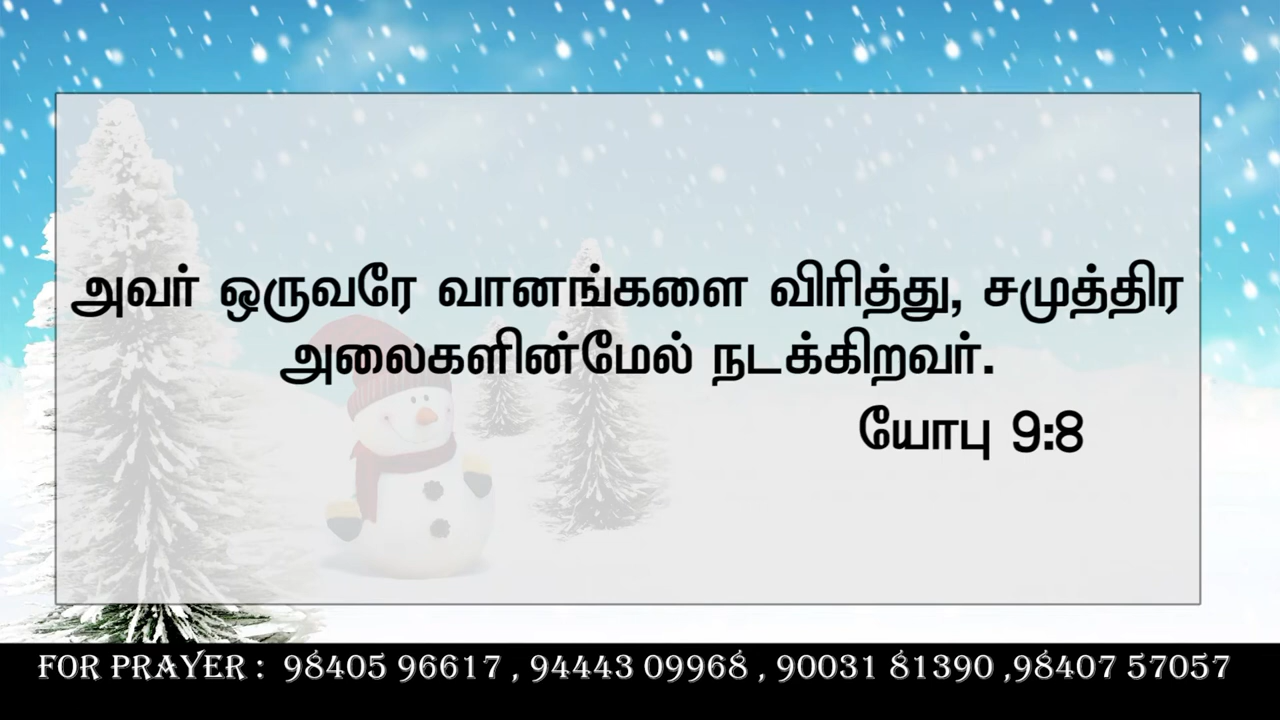 அவர் ஒருவரே வானங்களை விரித்து, சமுத்திர
அலைகளின்மேல் நடக்கிறவர்.
யோபு 9:8
FOR PRAYER : 98405 96617 , 94443 09968 , 90031 81390 ,98407 57057